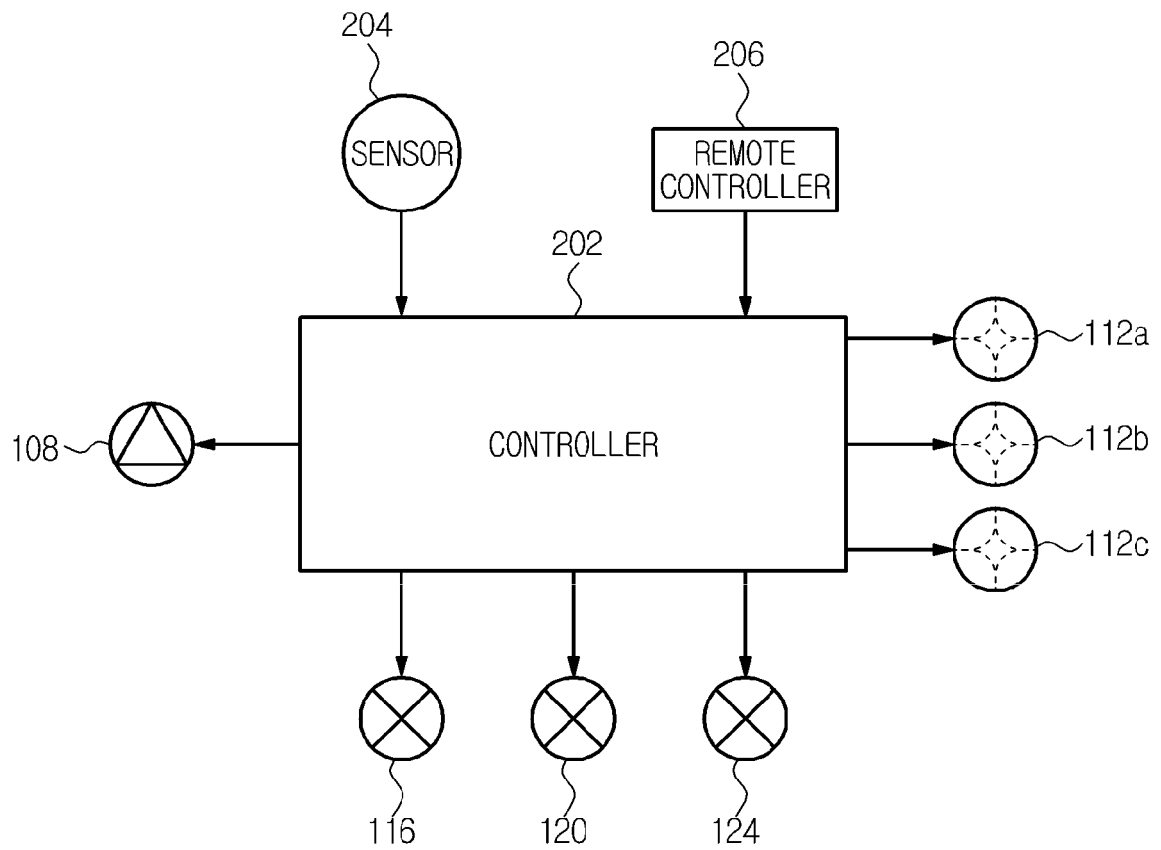 204
206
SENSOR
REMOTE
CONTROLLER
202
112a
108
CONTROLLER
112b
112c
116
120
124